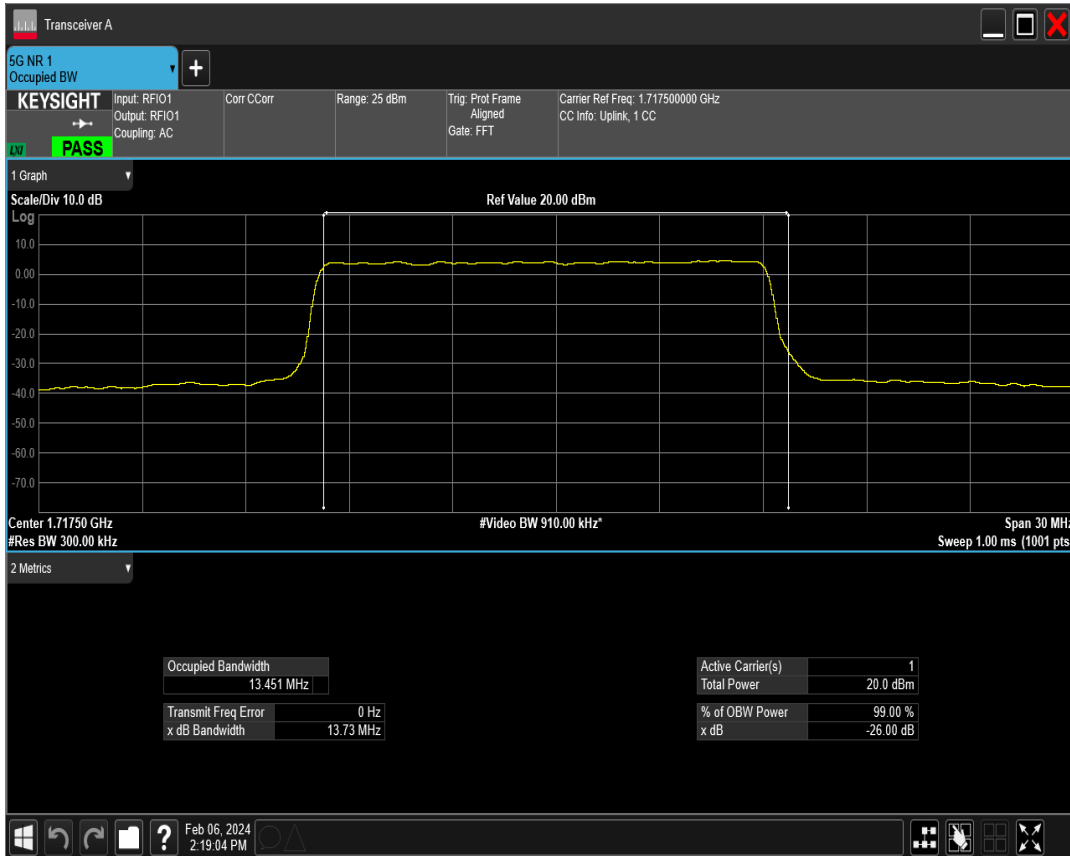 Transceiver A
5G NR 1
Occupied BW
KEYSIGHT
LXI
PASS
Input: RFIO1
Output: RFIO1
Coupling: AC
Corr CCorr
Range: 25 dBm
Trig: Prot Frame
Aligned
Gate: FFT
Carrier Ref Freq: 1.717500000 GHz
CC Info: Uplink, 1 CC
1 Graph
Scale/Div 10.0 dB
Ref Value 20.00 dBm
Log
10.0
0.00
-10.0
-20.0
-30.0
-40.0
-50.0
-60.0
-70.0
Center 1.71750 GHz
#Video BW 910.00 kHz*
Span 30 MHz
#Res BW 300.00 kHz
Sweep 1.00 ms (1001 pts
2 Metrics
Occupied Bandwidth
13.451 MHz
Transmit Freq Error 0 Hz
x dB Bandwidth 13.73 MHz
Active Carrier(s) 1
Total Power 20.0 dBm
% of OBW Power 99.00 %
x dB -26.00 dB
Feb 06, 2024
2:19:04 PM